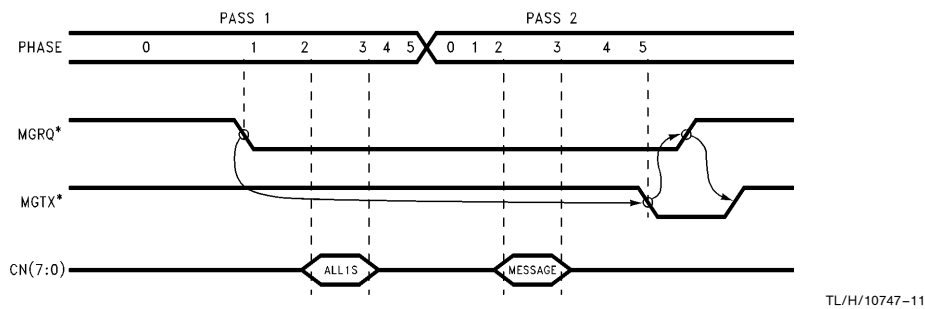 PASS 1 PASS 2
PHASE 0 1 2 3 4 5 0 1 2 3 4 5
MGRQ*
MGTX*
CN(7:0) ALL1S MESSAGE
TL/H/10747–11